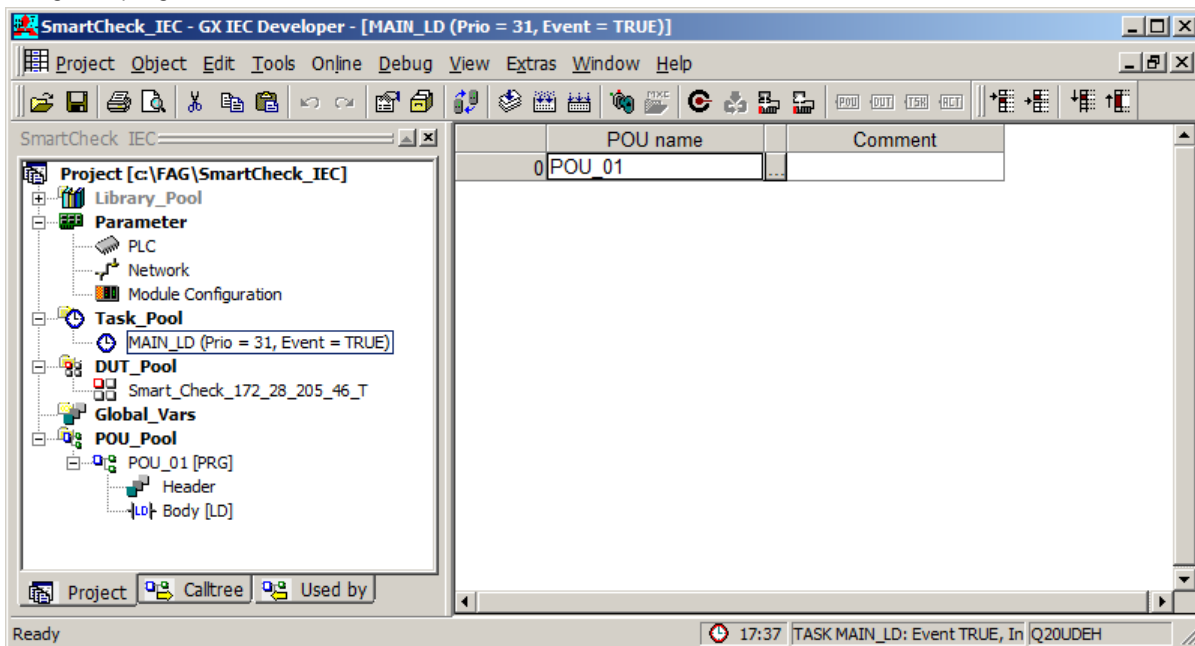 SmartCheck_IEC - GX IEC Developer - [MAIN_LD (Prio = 31, Event = TRUE)]
Project Object Edit Tools Online Debug View Extras Window Help
SmartCheck IEC
POU name Comment
0 POU_01 ...
Project [c:\FAG\SmartCheck_IEC]
Library_Pool
Parameter
PLC
Network
Module Configuration
Task_Pool
MAIN_LD (Prio = 31, Event = TRUE)
DUT_Pool
Smart_Check_172_28_205_46_T
Global_Vars
POU_Pool
POU_01 [PRG]
Header
LD Body [LD]
Project Calltree Used by
Ready 17:37 TASK MAIN_LD: Event TRUE, In Q20UDEH